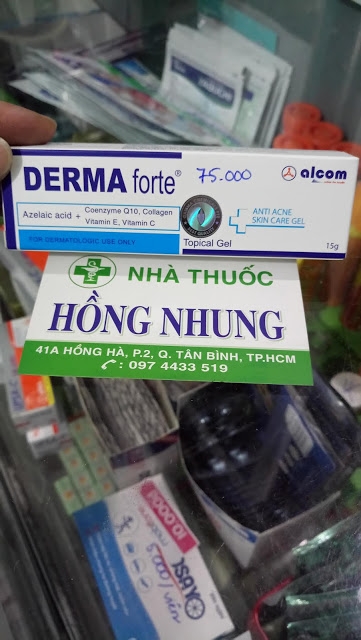 DERMA forte®
75.000
alcom
Azelaic acid + Coenzyme Q10, Collagen
Vitamin E, Vitamin C
ANTI ACNE
SKIN CARE GEL
FOR DERMATOLOGIC USE ONLY
Topical Gel
15g
NHÀ THUỐC
HỒNG NHUNG
41A HỒNG HÀ, P.2, Q. TÂN BÌNH, TP.HCM
: 097 4433 519